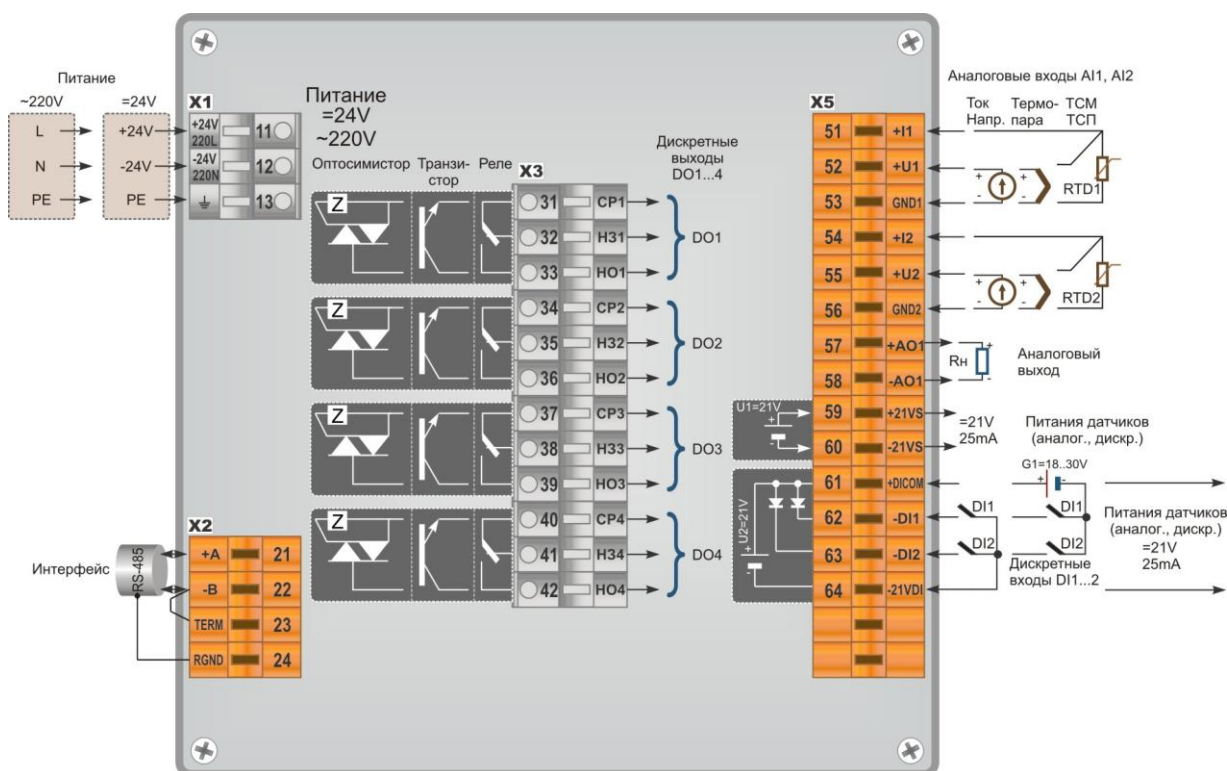 Питание
~220V
=24V
L
+24V
N
-24V
PE
PE
X1
+24V
220L
11
-24V
220N
12
13
Питание
=24V
~220V
Оптосимистор
Транзи-
стор
Реле
X3
Дискретные
выходы
DO1...4
Z
31
CP1
32
H31
33
HO1
DO1
Z
34
CP2
35
H32
36
HO2
DO2
Z
37
CP3
38
H33
39
HO3
DO3
Z
40
CP4
41
H34
42
HO4
DO4
X2
Интерфейс
RS-485
+A
21
-B
22
TERM
23
RGND
24
X5
51
+I1
52
+U1
53
GND1
54
+I2
55
+U2
56
GND2
57
+AO1
58
-AO1
59
+21VS
60
-21VS
61
+DICOM
62
-DI1
63
-DI2
64
-21VDI
U1=21V
+
-
U2=21V
+
-
Аналоговые входы AI1, AI2
Ток
Напр.
Термо-
пара
ТСМ
ТСП
+
-
+
-
RTD1
+
-
+
-
RTD2
Rн
+
-
Аналоговый
выход
=21V
25mA
Питания датчиков
(аналог., дискр.)
G1=18..30V
+
-
DI1
DI1
DI2
DI2
Дискретные
входы DI1...2
Питания датчиков
(аналог., дискр.)
=21V
25mA